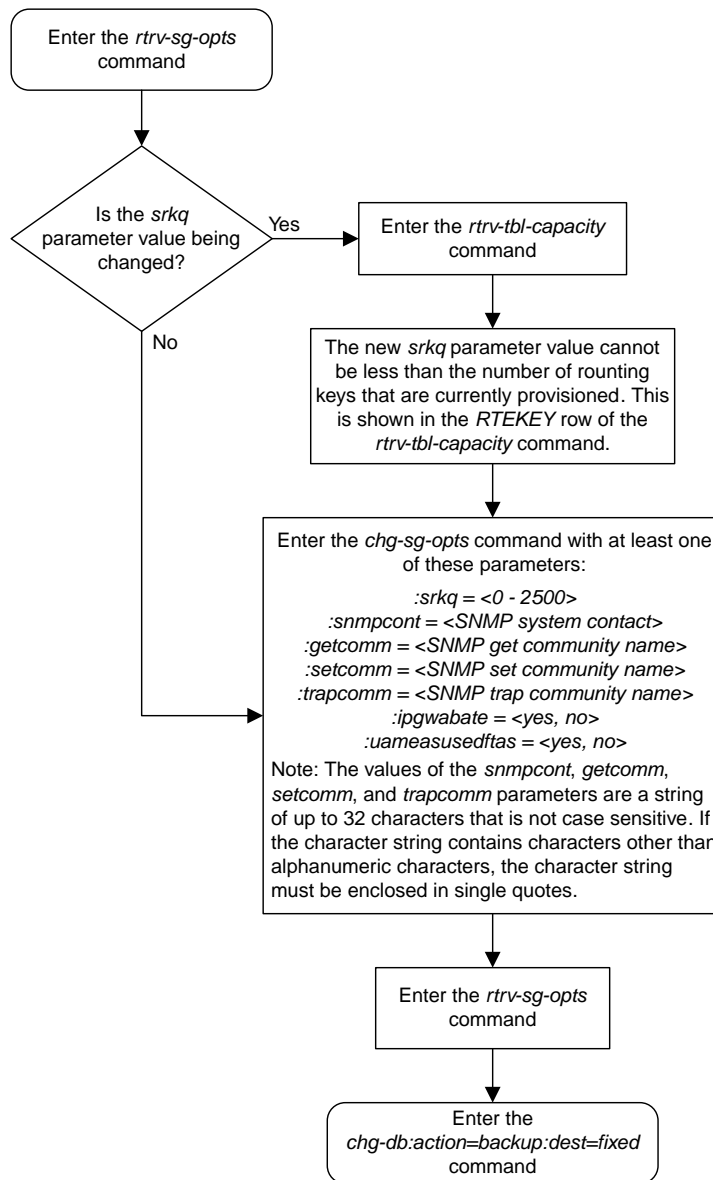 Enter the rtrv-sg-opts
command
Is the srkq
parameter value being
changed?
Yes
No
Enter the rtrv-tbl-capacity
command
The new srkq parameter value cannot
be less than the number of rounting
keys that are currently provisioned. This
is shown in the RTEKEY row of the
rtrv-tbl-capacity command.
Enter the chg-sg-opts command with at least one
of these parameters:
:srkq = <0 - 2500>
:snmpcont = <SNMP system contact>
:getcomm = <SNMP get community name>
:setcomm = <SNMP set community name>
:trapcomm = <SNMP trap community name>
:ipgwabate = <yes, no>
:uameasusedftas = <yes, no>
Note: The values of the snmpcont, getcomm,
setcomm, and trapcomm parameters are a string
of up to 32 characters that is not case sensitive. If
the character string contains characters other than
alphanumeric characters, the character string
must be enclosed in single quotes.
Enter the rtrv-sg-opts
command
Enter the
chg-db:action=backup:dest=fixed
command